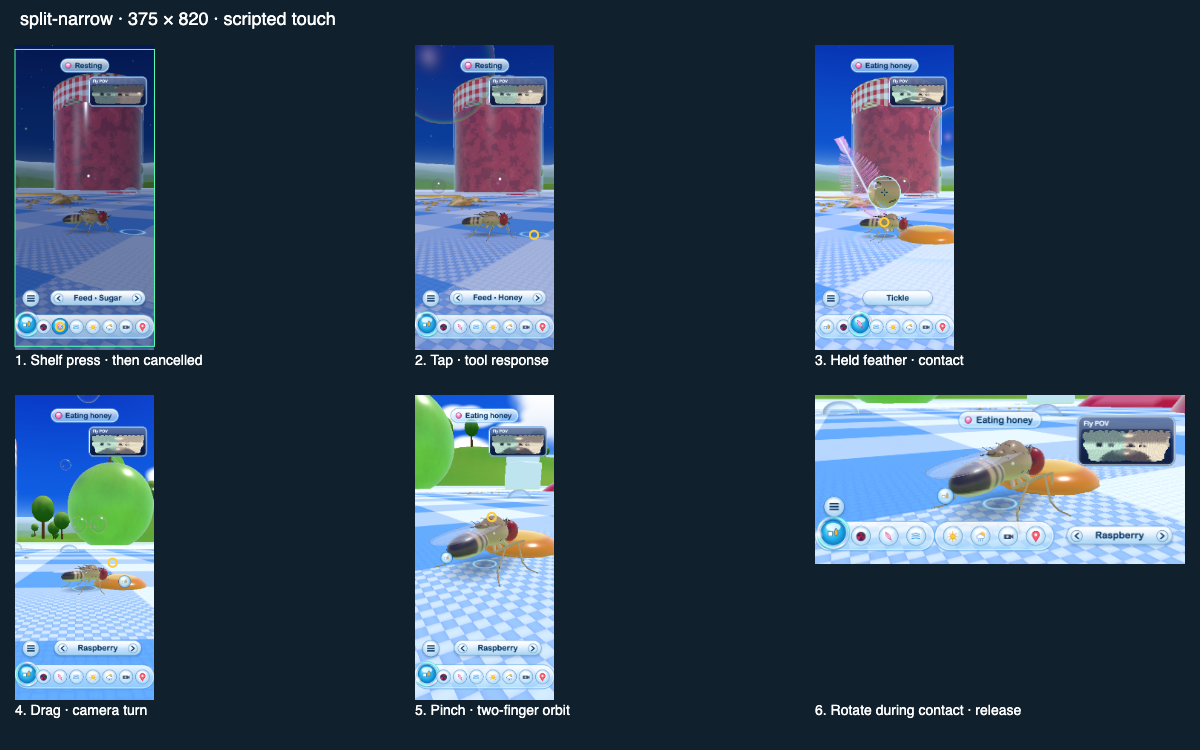 split-narrow · 375 × 820 · scripted touch
Resting
Fly POV
Feed · Sugar
1. Shelf press · then cancelled
Resting
Fly POV
Feed · Honey
2. Tap · tool response
Eating honey
Fly POV
Tickle
3. Held feather · contact
Eating honey
Fly POV
Raspberry
4. Drag · camera turn
Eating honey
Fly POV
Raspberry
5. Pinch · two-finger orbit
Eating honey
Fly POV
Raspberry
6. Rotate during contact · release